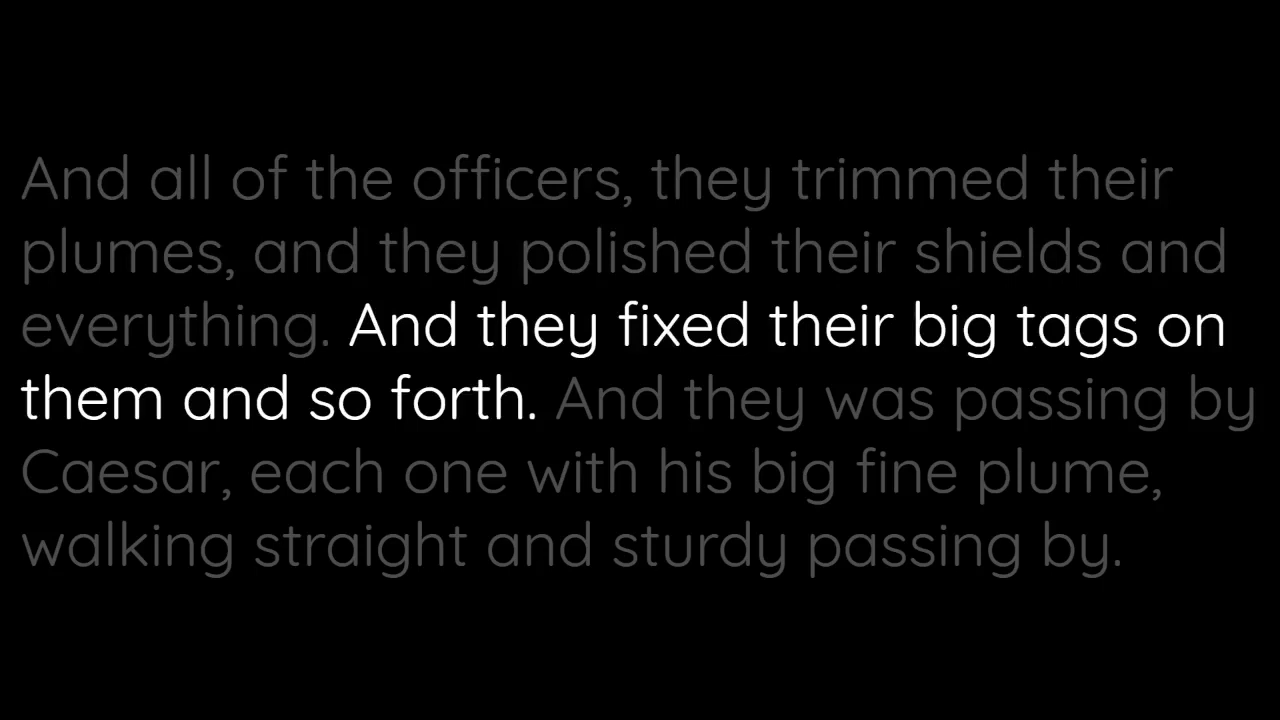 And all of the officers, they trimmed their
plumes, and they polished their shields and
everything. And they fixed their big tags on
them and so forth. And they was passing by
Caesar, each one with his big fine plume,
walking straight and sturdy passing by.